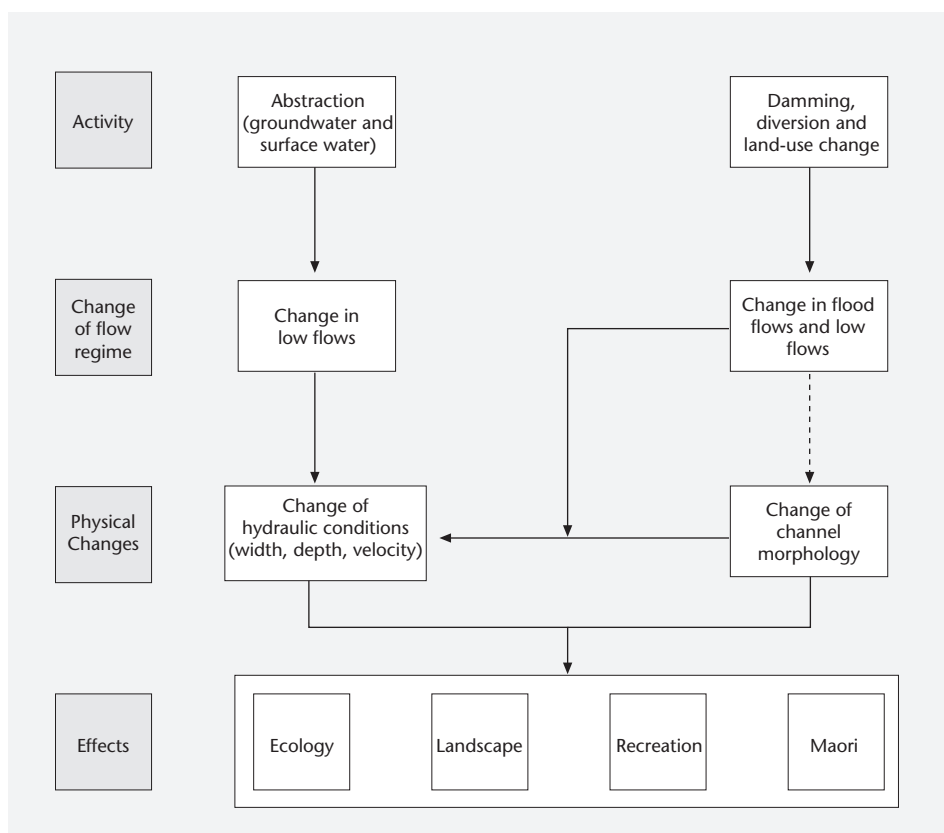 Activity
Abstraction
(groundwater and
surface water)
Damming,
diversion and
land-use change
Change
of flow
regime
Change in
low flows
Change in flood
flows and low
flows
Physical
Changes
Change of
hydraulic conditions
(width, depth, velocity)
Change of
channel
morphology
Effects
Ecology
Landscape
Recreation
Maori